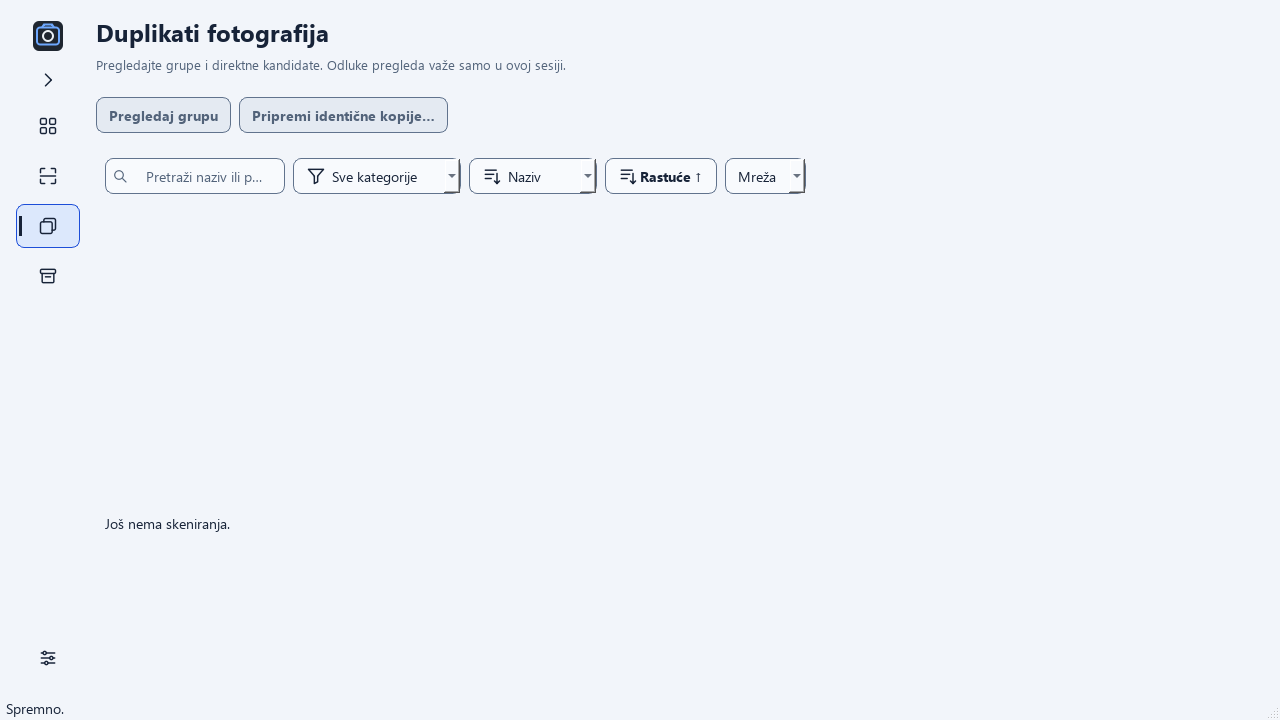 Duplikati fotografija
Pregledajte grupe i direktne kandidate. Odluke pregleda važe samo u ovoj sesiji.
Pregledaj grupu
Pripremi identične kopije…
Pretraži naziv ili p…
Sve kategorije
Naziv
Rastuće ↑
Mreža
Još nema skeniranja.
Spremno.